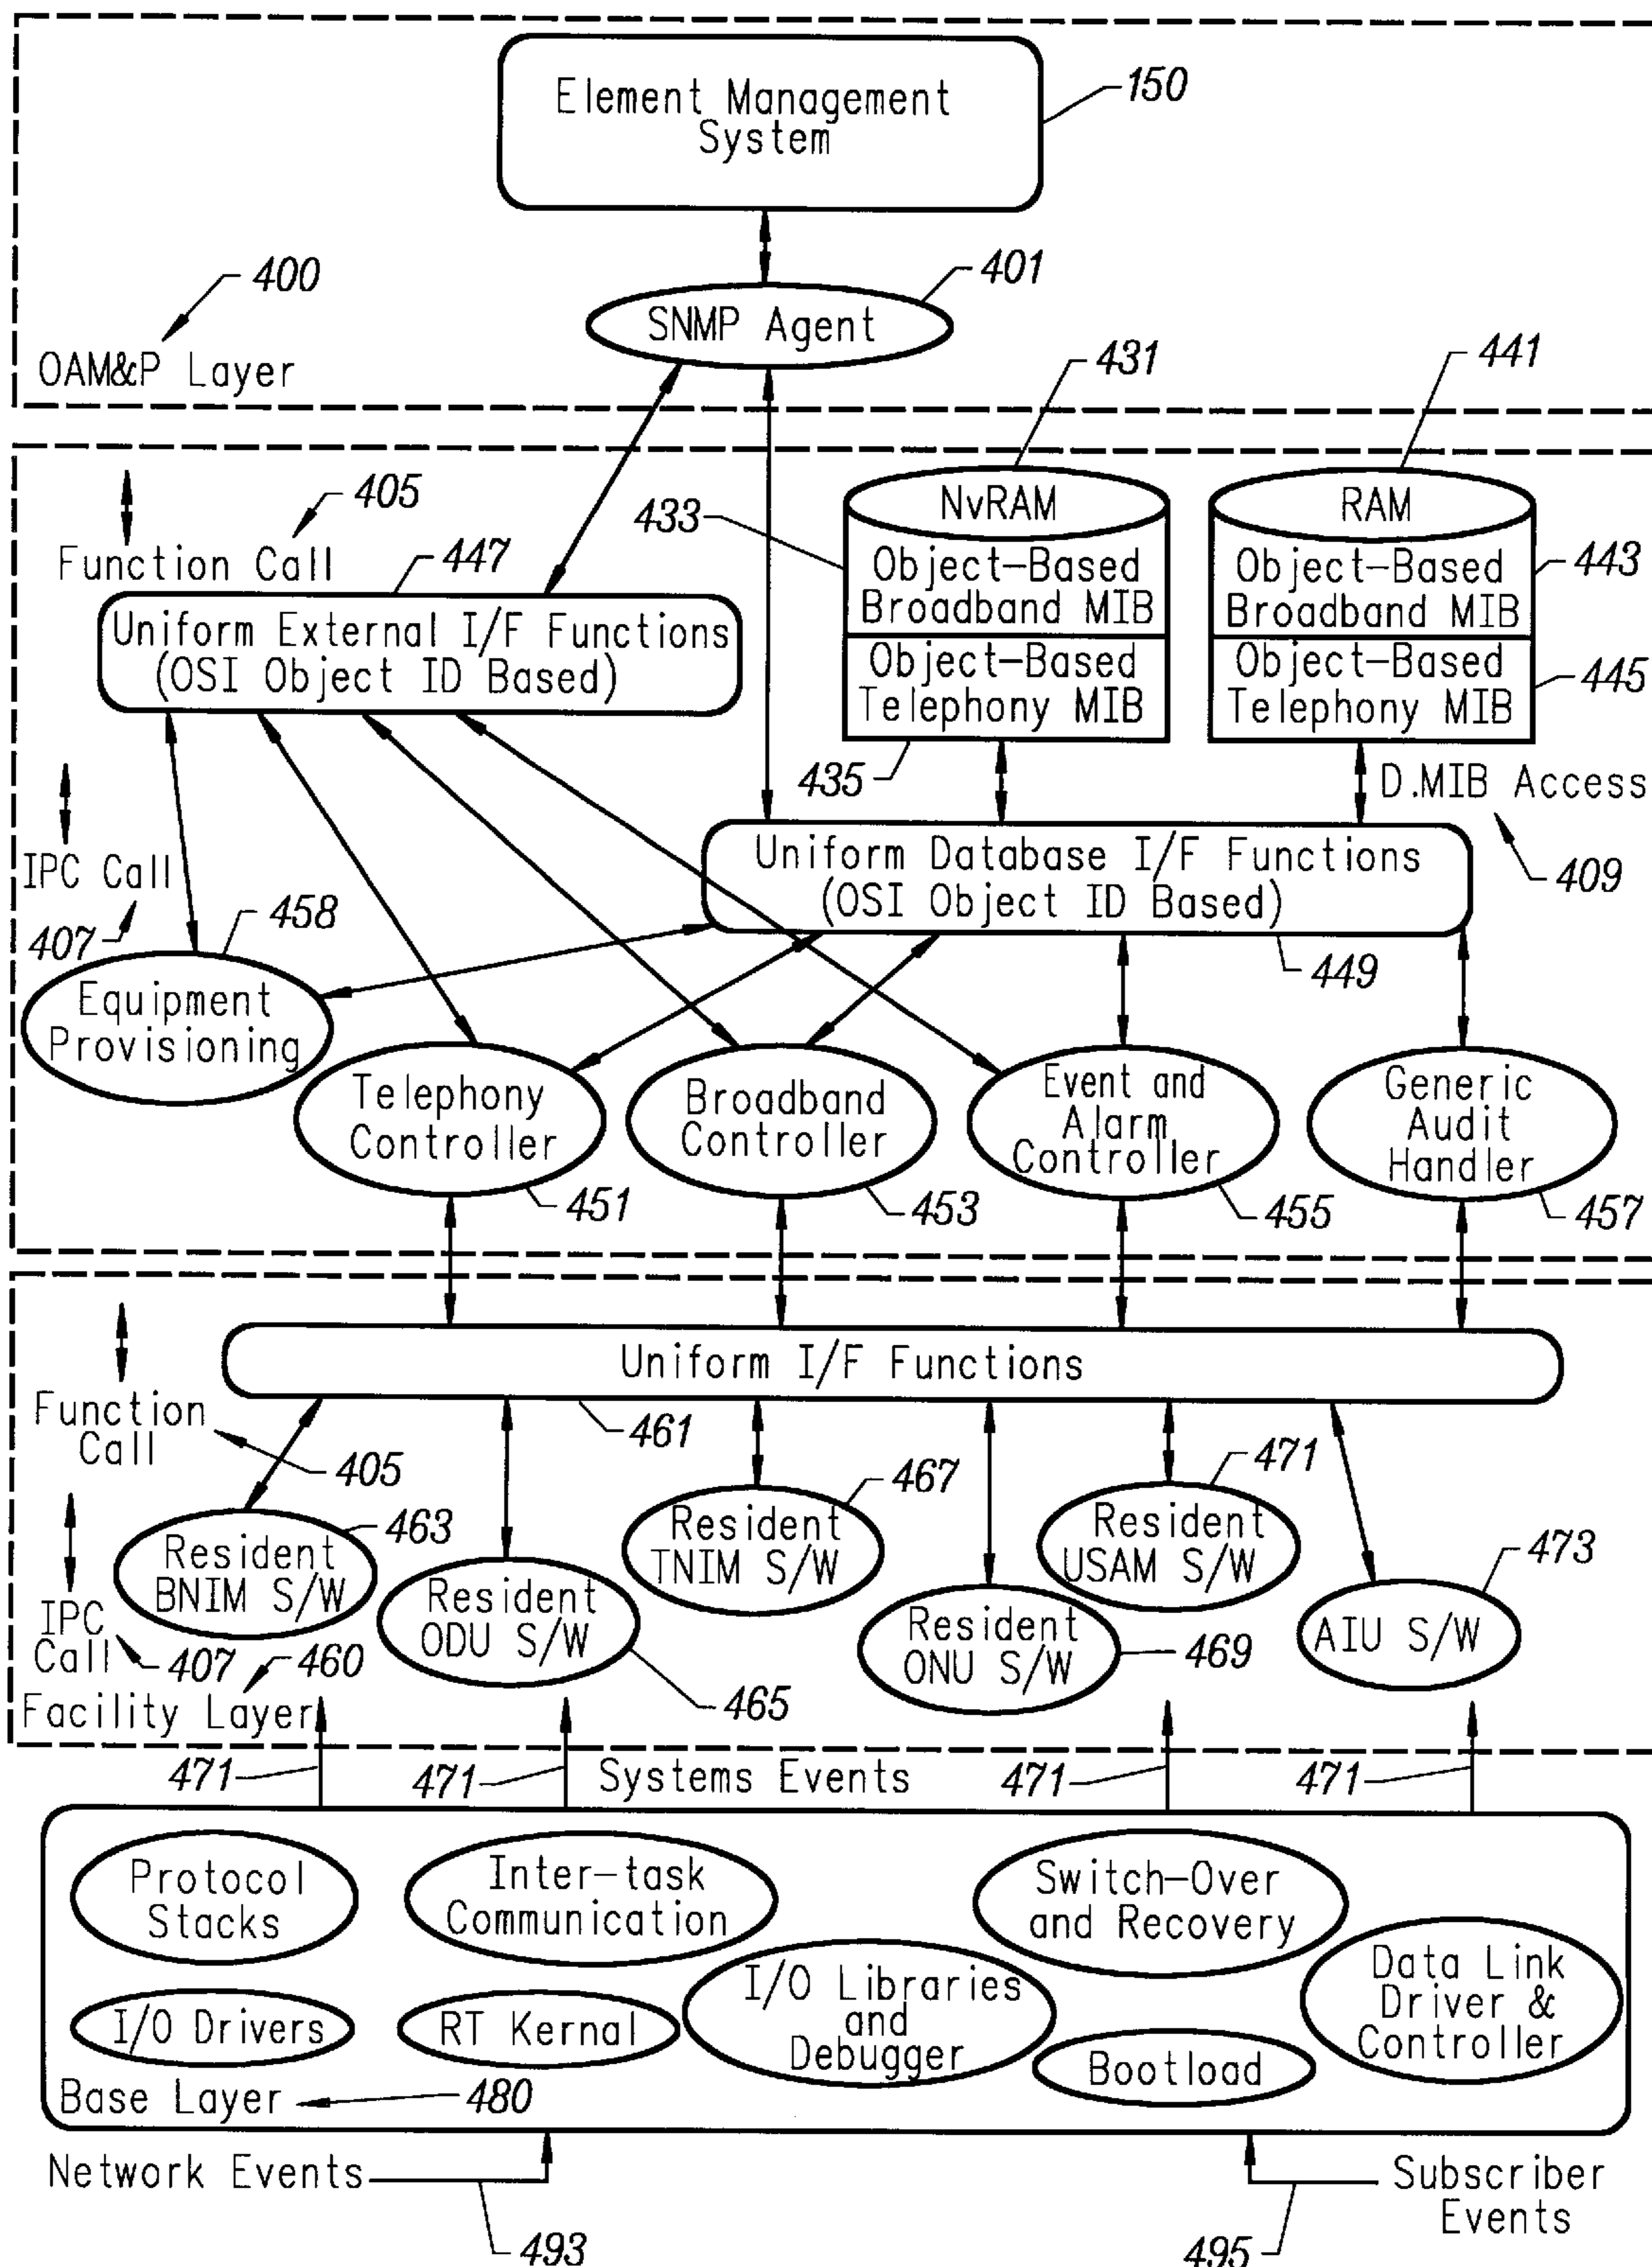 Element Management
System
150
400
401
SNMP Agent
OAM&P Layer
431
441
405
433
NvRAM
RAM
Function Call
447
Object-Based
Broadband MIB
Object-Based
Broadband MIB
443
Uniform External I/F Functions
(OSI Object ID Based)
Object-Based
Telephony MIB
Object-Based
Telephony MIB
445
435
D.MIB Access
IPC Call
Uniform Database I/F Functions
(OSI Object ID Based)
409
407
458
449
Equipment
Provisioning
Telephony
Controller
Broadband
Controller
Event and
Alarm
Controller
Generic
Audit
Handler
451
453
455
457
Uniform I/F Functions
Function
Call
461
405
467
471
463
Resident
BNIM S/W
Resident
TNIM S/W
Resident
USAM S/W
473
IPC
Call
407
460
Resident
ODU S/W
Resident
ONU S/W
469
AIU S/W
465
Facility Layer
471
471
Systems Events
471
471
Protocol
Stacks
Inter-task
Communication
Switch-Over
and Recovery
I/O Drivers
RT Kernal
I/O Libraries
and
Debugger
Bootload
Data Link
Driver &
Controller
Base Layer
480
Network Events
493
Subscriber
Events
495